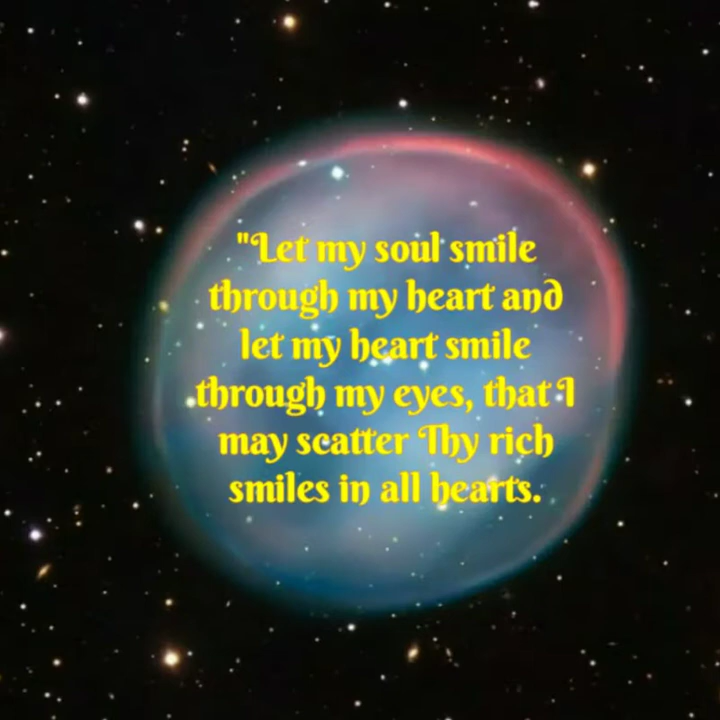 "Let my soul smile
through my heart and
let my heart smile
through my eyes, that I
may scatter Thy rich
smiles in all hearts.